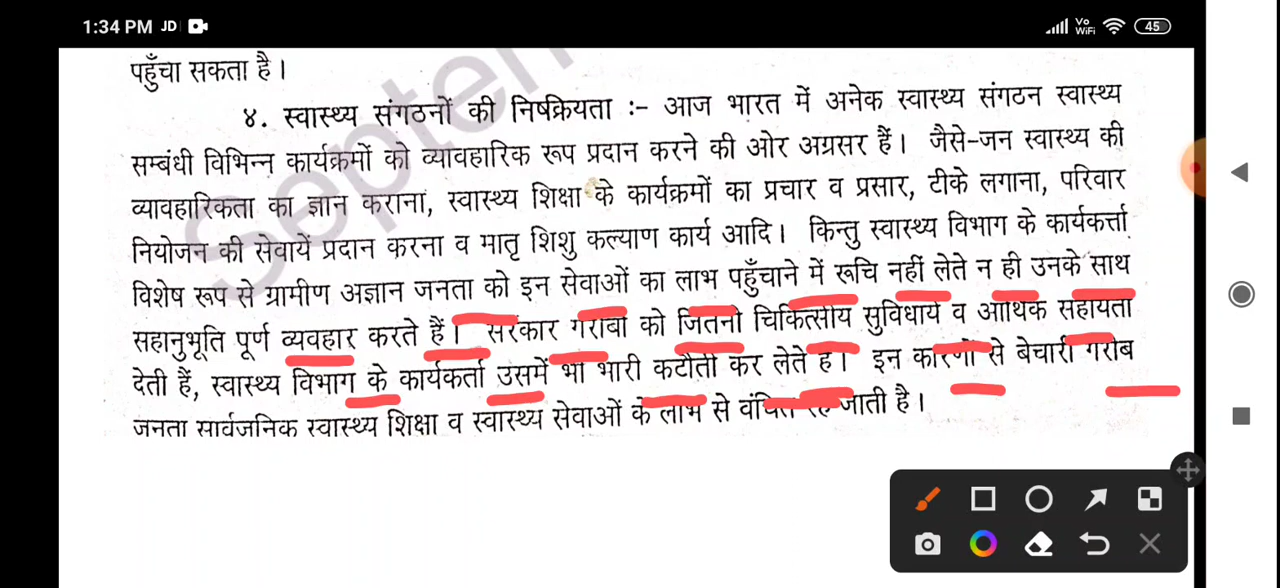 1:34 PM JD
Vo
WiFi
45
पहुँचा सकता है।
४. स्वास्थ्य संगठनों की निष्क्रियता :- आज भारत में अनेक स्वास्थ्य संगठन स्वास्थ्य
सम्बंधी विभिन्न कार्यक्रमों को व्यावहारिक रूप प्रदान करने की ओर अग्रसर हैं। जैसे-जन स्वास्थ्य की
व्यावहारिकता का ज्ञान कराना, स्वास्थ्य शिक्षा के कार्यक्रमों का प्रचार व प्रसार, टीके लगाना, परिवार
नियोजन की सेवायें प्रदान करना व मातृ शिशु कल्याण कार्य आदि। किन्तु स्वास्थ्य विभाग के कार्यकर्त्ता
विशेष रूप से ग्रामीण अज्ञान जनता को इन सेवाओं का लाभ पहुँचाने में रूचि नहीं लेते न ही उनके साथ
सहानुभूति पूर्ण व्यवहार करते हैं। सरकार गरीबों को जितनी चिकित्सीय सुविधायें व आर्थिक सहायता
देती हैं, स्वास्थ्य विभाग के कार्यकर्ता उसमें भी भारी कटौती कर लेते है। इन कारणों से बेचारी गरीब
जनता सार्वजनिक स्वास्थ्य शिक्षा व स्वास्थ्य सेवाओं के लाभ से वंचित रह जाती है।
Septem